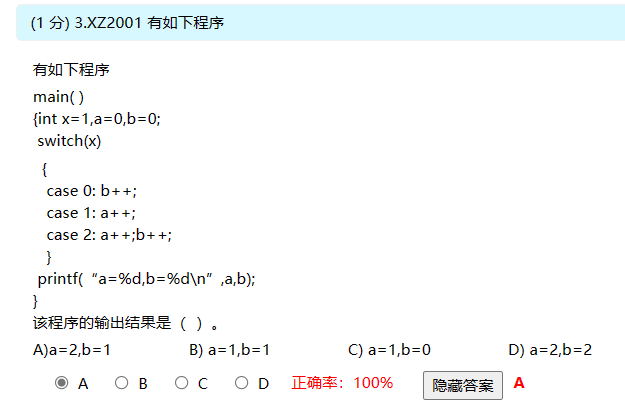 (1 分) 3.XZ2001 有如下程序
有如下程序
main( )
{int x=1,a=0,b=0;
switch(x)
{
case 0: b++;
case 1: a++;
case 2: a++;b++;
}
printf(“a=%d,b=%d\n”,a,b);
}
该程序的输出结果是（ ）。
A)a=2,b=1 B) a=1,b=1 C) a=1,b=0 D) a=2,b=2
A B C D 正确率：100% 隐藏答案 A